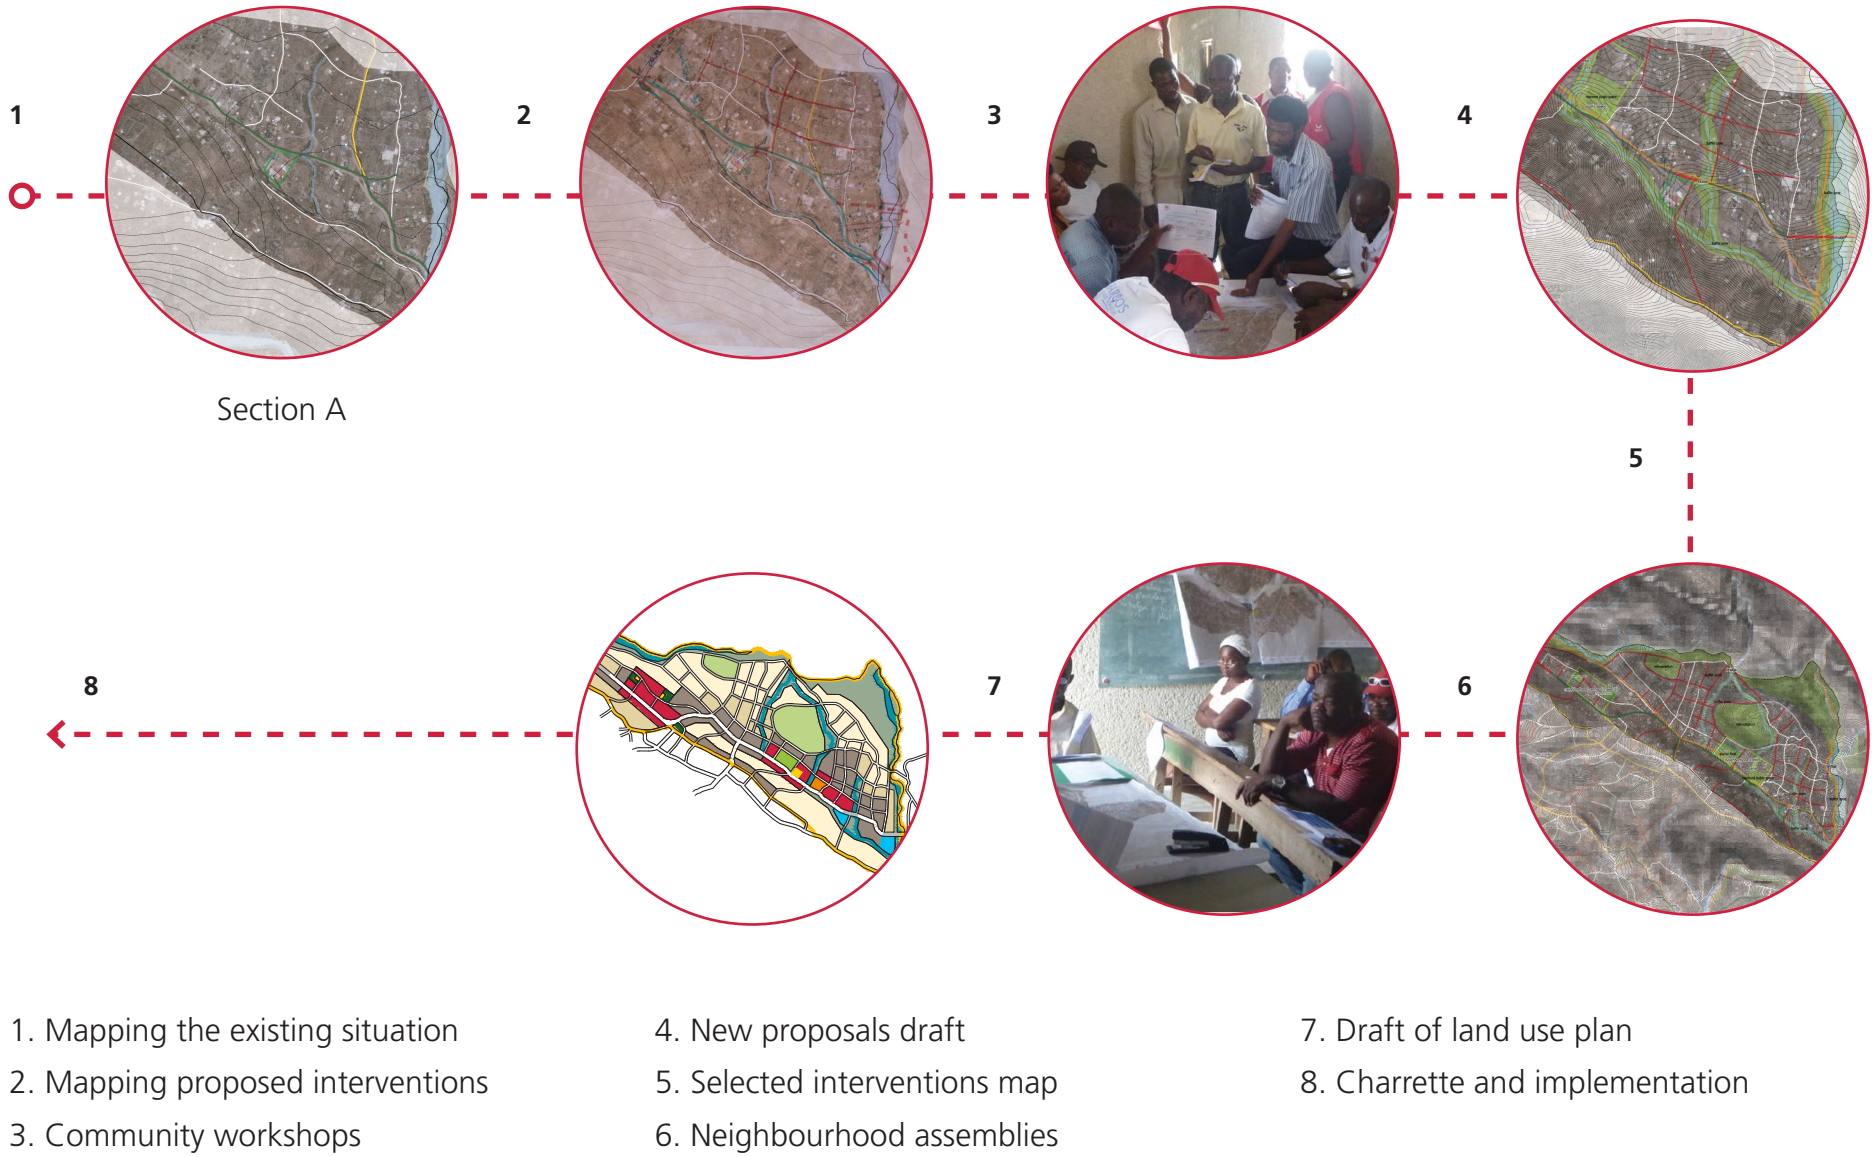 1
2
3
4
Section A
5
8
7
6
1. Mapping the existing situation
2. Mapping proposed interventions
3. Community workshops
4. New proposals draft
5. Selected interventions map
6. Neighbourhood assemblies
7. Draft of land use plan
8. Charrette and implementation